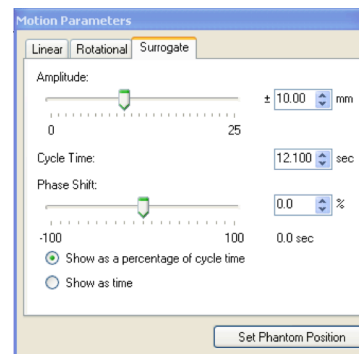 Motion Parameters
Linear Rotational Surrogate
Amplitude:
± 10.00 mm
0 25
Cycle Time: 12.100 sec
Phase Shift:
0.0 %
-100 100 0.0 sec
Show as a percentage of cycle time
Show as time
Set Phantom Position